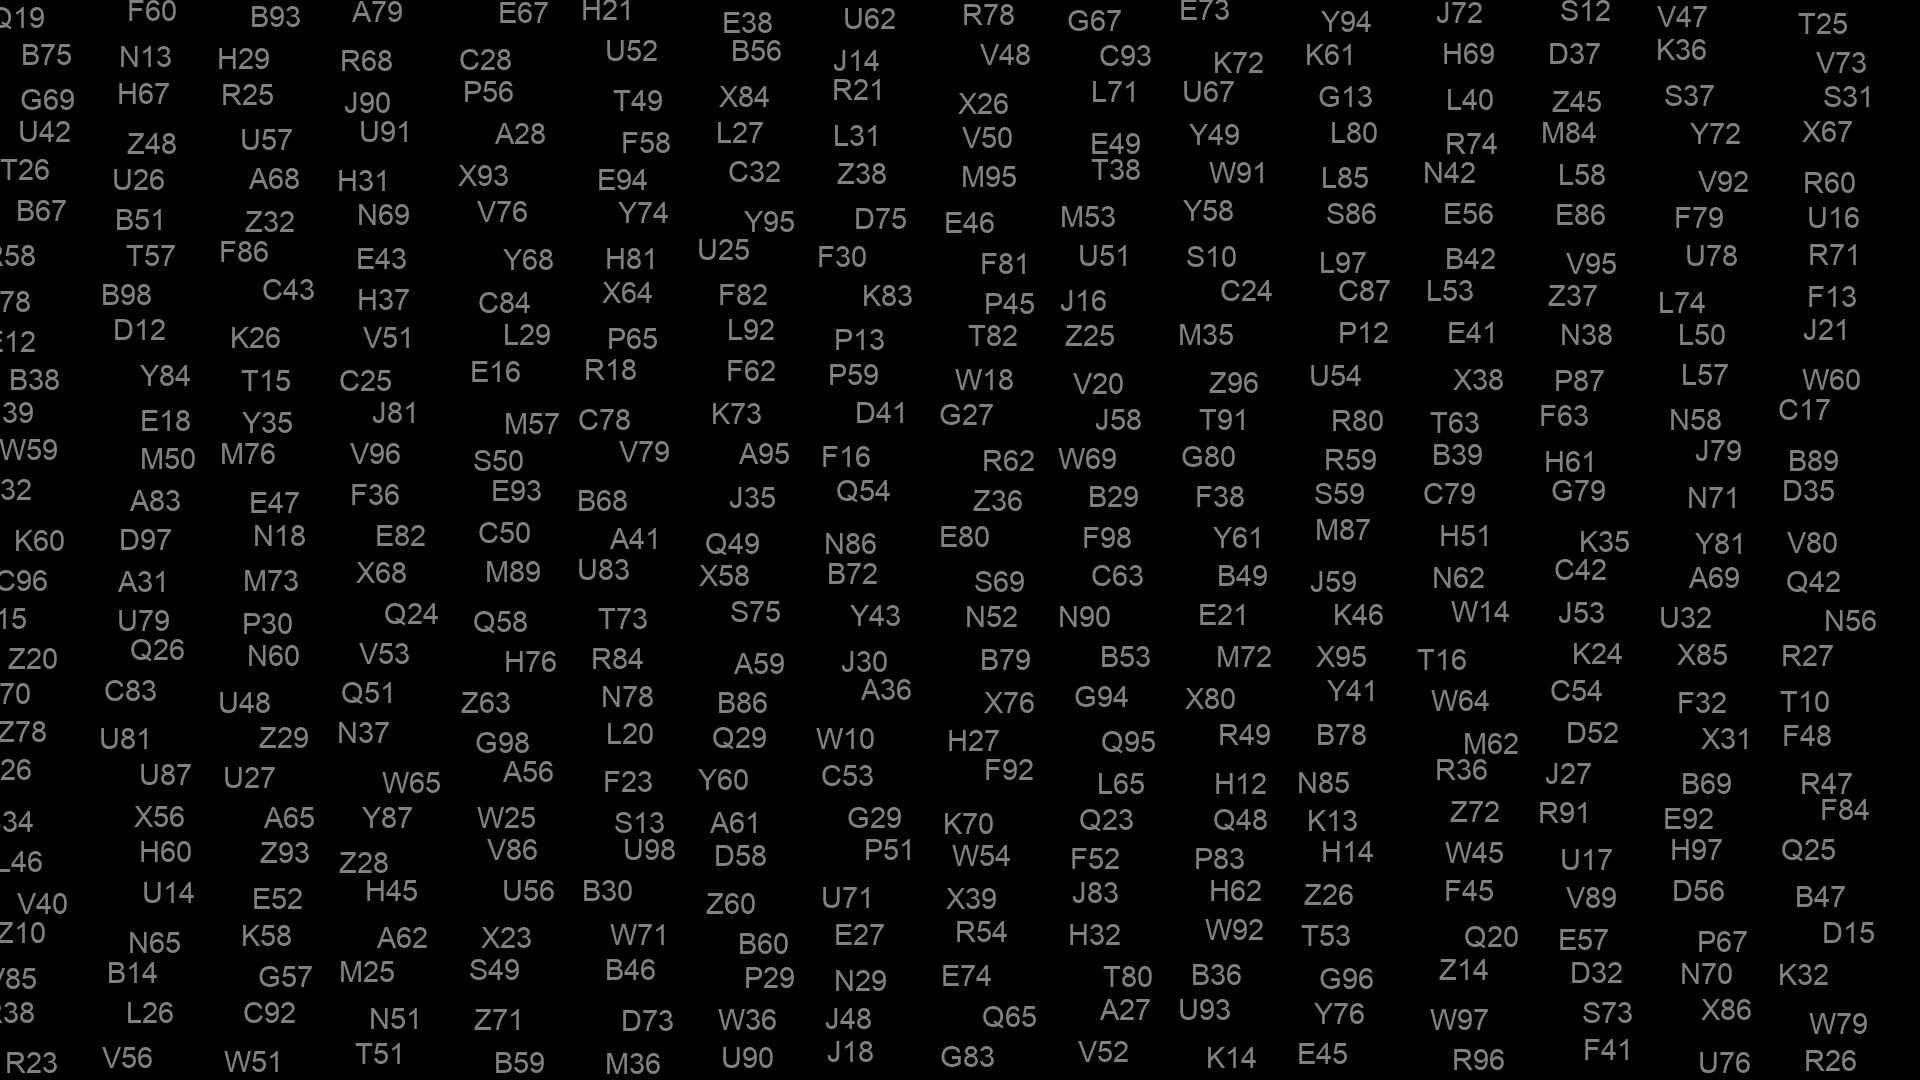 Q19 F60 B93 A79 E67 H21 E38 U62 R78 G67 E73 Y94 J72 S12 V47 T25
B75 N13 H29 R68 C28 U52 B56 J14 V48 C93 K72 K61 H69 D37 K36 V73
G69 H67 R25 J90 P56 T49 X84 R21 X26 L71 U67 G13 L40 Z45 S37 S31
U42 Z48 U57 U91 A28 F58 L27 L31 V50 E49 Y49 L80 R74 M84 Y72 X67
T26 U26 A68 H31 X93 E94 C32 Z38 M95 T38 W91 L85 N42 L58 V92 R60
B67 B51 Z32 N69 V76 Y74 Y95 D75 E46 M53 Y58 S86 E56 E86 F79 U16
58 T57 F86 E43 Y68 H81 U25 F30 F81 U51 S10 L97 B42 V95 U78 R71
78 B98 C43 H37 C84 X64 F82 K83 P45 J16 C24 C87 L53 Z37 L74 F13
12 D12 K26 V51 L29 P65 L92 P13 T82 Z25 M35 P12 E41 N38 L50 J21
B38 Y84 T15 C25 E16 R18 F62 P59 W18 V20 Z96 U54 X38 P87 L57 W60
39 E18 Y35 J81 M57 C78 K73 D41 G27 J58 T91 R80 T63 F63 N58 C17
W59 M50 M76 V96 S50 V79 A95 F16 R62 W69 G80 R59 B39 H61 J79 B89
32 A83 E47 F36 E93 B68 J35 Q54 Z36 B29 F38 S59 C79 G79 N71 D35
K60 D97 N18 E82 C50 A41 Q49 N86 E80 F98 Y61 M87 H51 K35 Y81 V80
C96 A31 M73 X68 M89 U83 X58 B72 S69 C63 B49 J59 N62 C42 A69 Q42
15 U79 P30 Q24 Q58 T73 S75 Y43 N52 N90 E21 K46 W14 J53 U32 N56
Z20 Q26 N60 V53 H76 R84 A59 J30 B79 B53 M72 X95 T16 K24 X85 R27
70 C83 U48 Q51 Z63 N78 B86 A36 X76 G94 X80 Y41 W64 C54 F32 T10
Z78 U81 Z29 N37 G98 L20 Q29 W10 H27 Q95 R49 B78 M62 D52 X31 F48
26 U87 U27 W65 A56 F23 Y60 C53 F92 L65 H12 N85 R36 J27 B69 R47
34 X56 A65 Y87 W25 S13 A61 G29 K70 Q23 Q48 K13 Z72 R91 E92 F84
L46 H60 Z93 Z28 V86 U98 D58 P51 W54 F52 P83 H14 W45 U17 H97 Q25
V40 U14 E52 H45 U56 B30 Z60 U71 X39 J83 H62 Z26 F45 V89 D56 B47
Z10 N65 K58 A62 X23 W71 B60 E27 R54 H32 W92 T53 Q20 E57 P67 D15
85 B14 G57 M25 S49 B46 P29 N29 E74 T80 B36 G96 Z14 D32 N70 K32
38 L26 C92 N51 Z71 D73 W36 J48 Q65 A27 U93 Y76 W97 S73 X86 W79
R23 V56 W51 T51 B59 M36 U90 J18 G83 V52 K14 E45 R96 F41 U76 R26